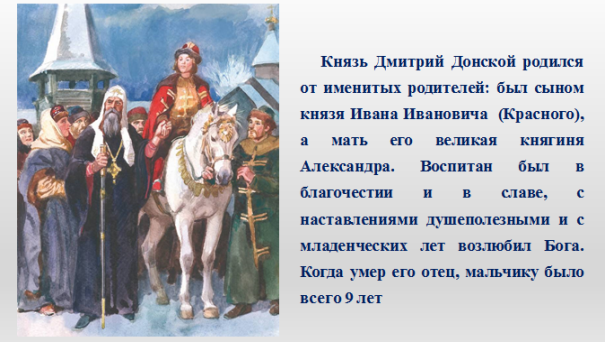 Князь Дмитрий Донской родился
от именитых родителей: был сыном
князя Ивана Ивановича (Красного),
а мать его великая княгиня
Александра. Воспитан был в
благочестии и в славе, с
наставлениями душеполезными и с
младенческих лет возлюбил Бога.
Когда умер его отец, мальчику было
всего 9 лет